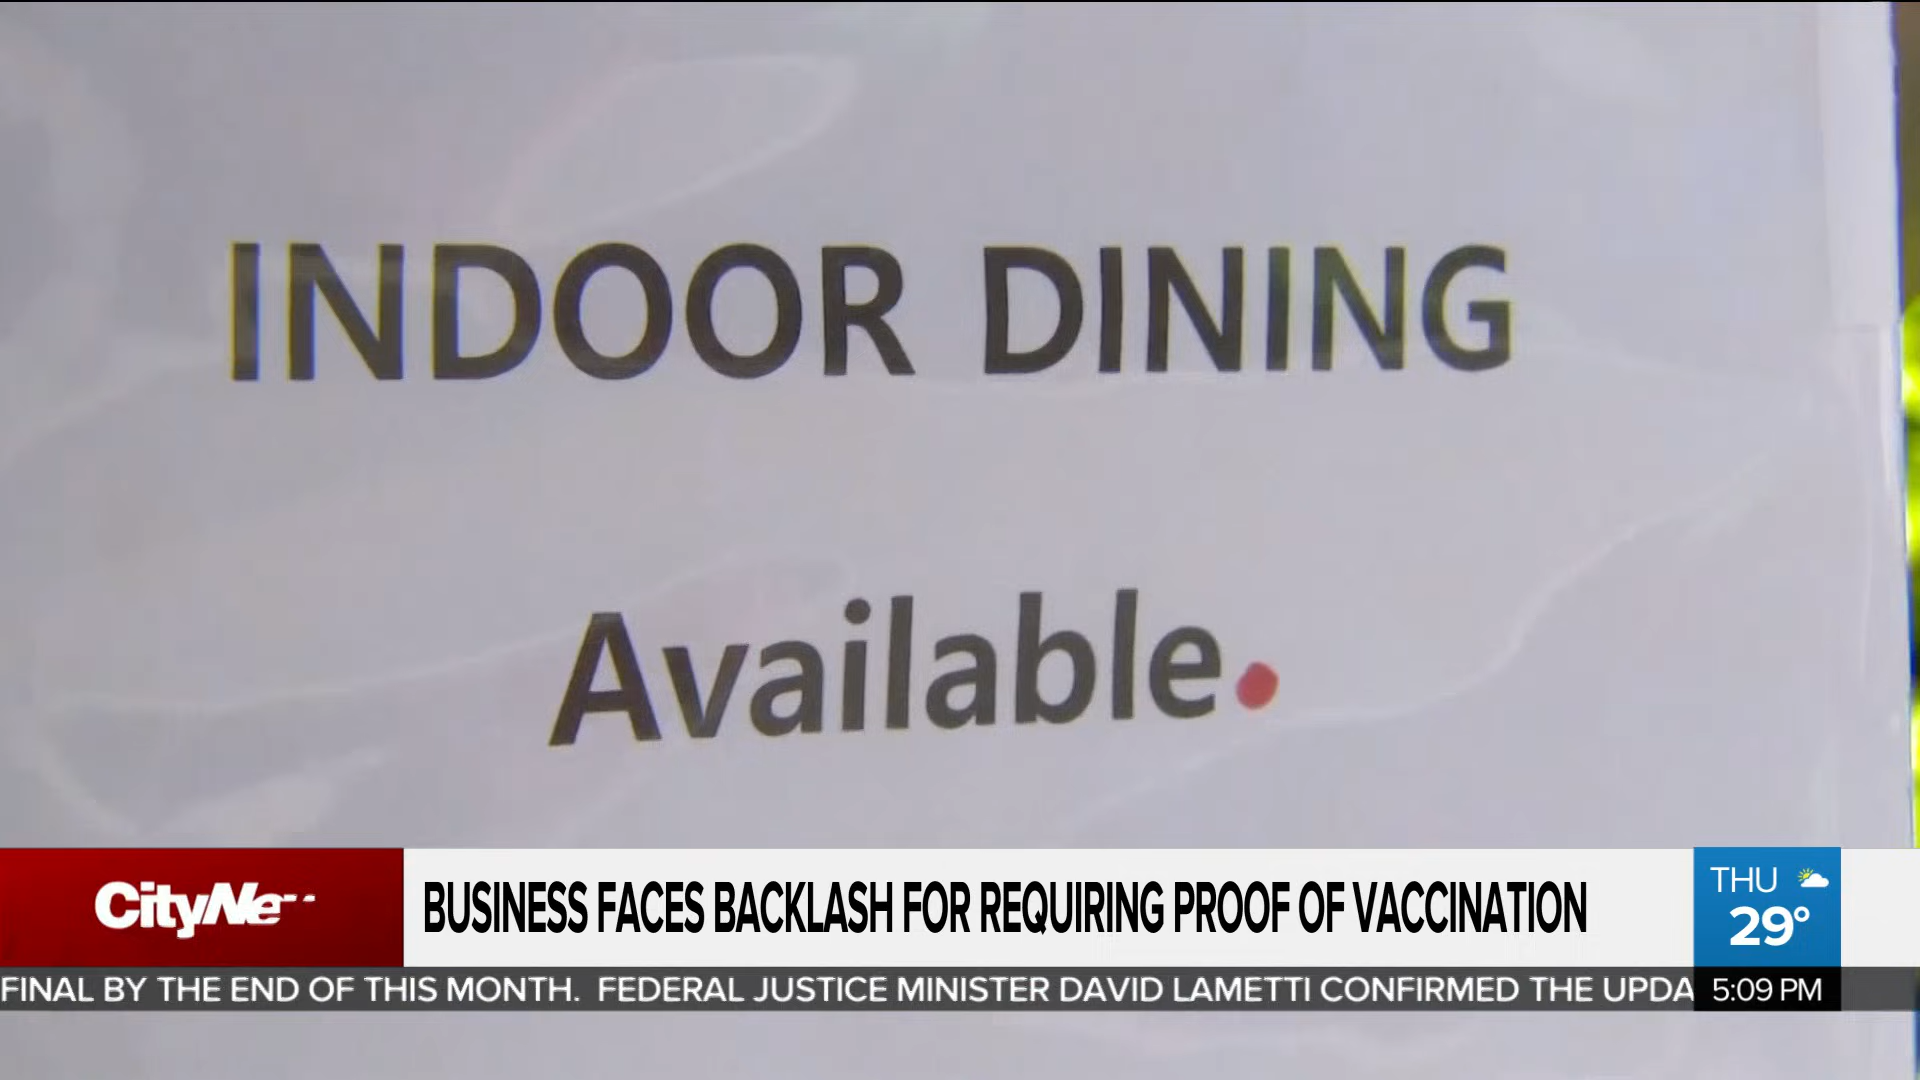 INDOOR DINING
Available.
CityNe
BUSINESS FACES BACKLASH FOR REQUIRING PROOF OF VACCINATION
THU
29°
FINAL BY THE END OF THIS MONTH. FEDERAL JUSTICE MINISTER DAVID LAMETTI CONFIRMED THE UPDA
5:09 PM